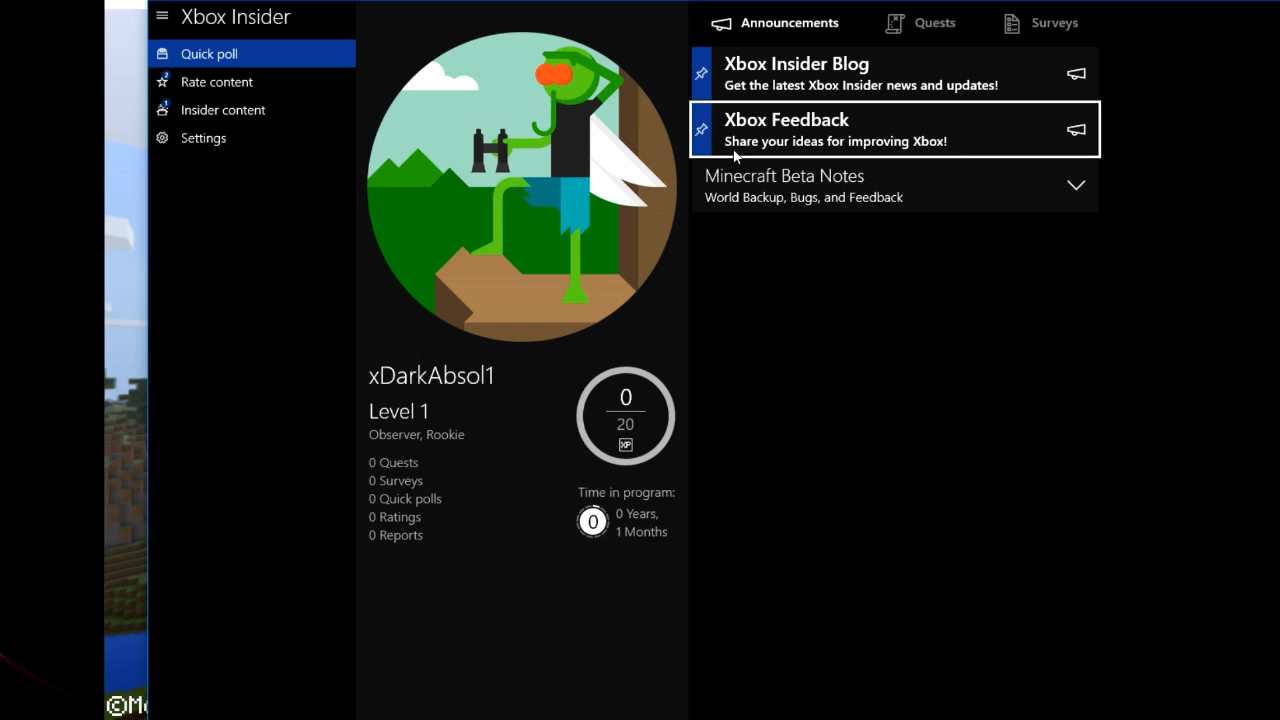 Xbox Insider
Quick poll
2
Rate content
1
Insider content
Settings
xDarkAbsol1
Level 1
Observer, Rookie
0 Quests
0 Surveys
0 Quick polls
0 Ratings
0 Reports
0
20
XP
Time in program:
0
0 Years,
1 Months
Announcements
Quests
Surveys
Xbox Insider Blog
Get the latest Xbox Insider news and updates!
Xbox Feedback
Share your ideas for improving Xbox!
Minecraft Beta Notes
World Backup, Bugs, and Feedback